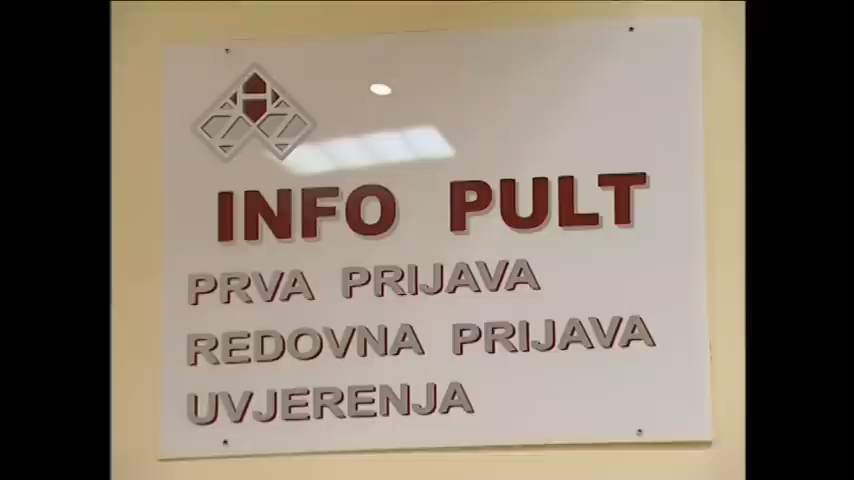 INFO PULT
PRVA PRIJAVA
REDOVNA PRIJAVA
UVJERENJA